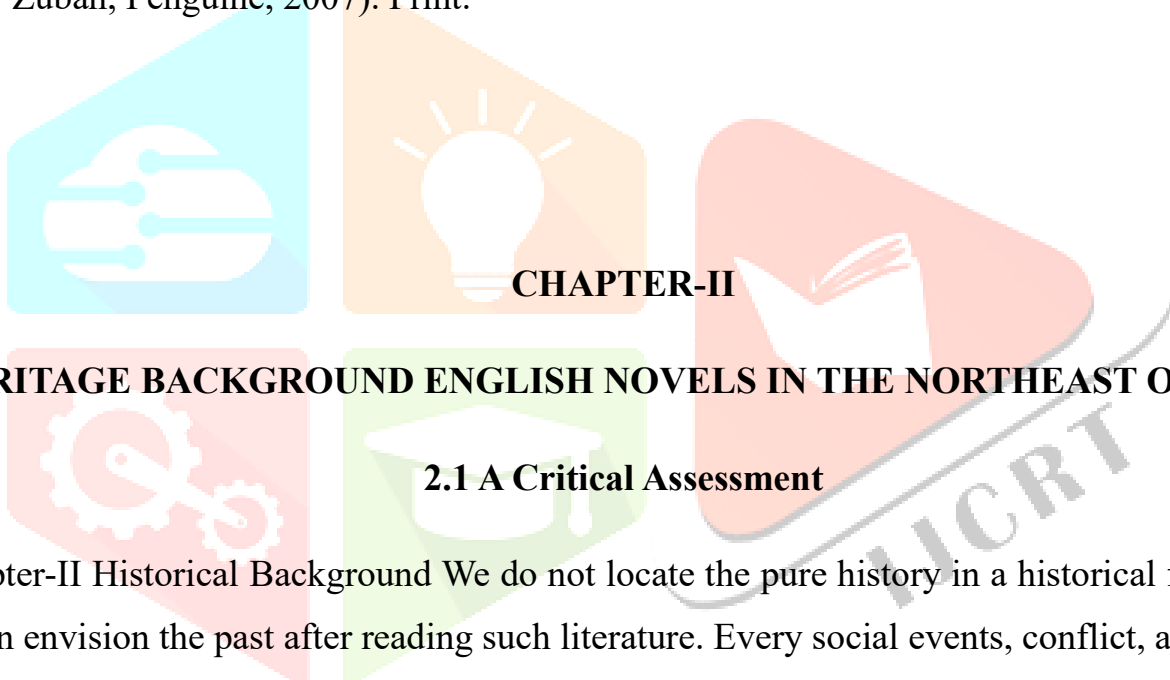 Zuban, Penguine, 2007). Print.
CHAPTER-II
RITAGE BACKGROUND ENGLISH NOVELS IN THE NORTHEAST O
2.1 A Critical Assessment
pter-II Historical Background We do not locate the pure history in a historical
n envision the past after reading such literature. Every social events, conflict, a
IJCRT